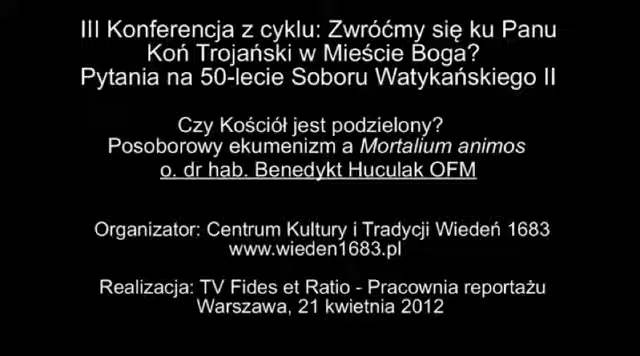 III Konferencja z cyklu: Zwróćmy się ku Panu
Koń Trojański w Mieście Boga?
Pytania na 50-lecie Soboru Watykańskiego II
Czy Kościół jest podzielony?
Posoborowy ekumenizm a Mortalium animos
o. dr hab. Benedykt Huculak OFM
Organizator: Centrum Kultury i Tradycji Wiedeń 1683
www.wieden1683.pl
Realizacja: TV Fides et Ratio - Pracownia reportażu
Warszawa, 21 kwietnia 2012